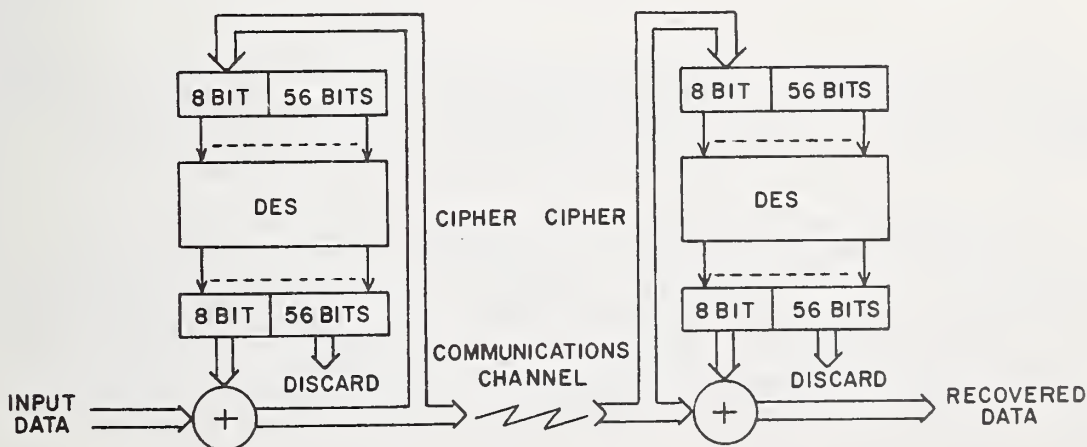 8 BIT 56 BITS
8 BIT 56 BITS
DES
DES
CIPHER CIPHER
8 BIT 56 BITS
8 BIT 56 BITS
COMMUNICATIONS
CHANNEL
DISCARD
DISCARD
INPUT
DATA
+
+
RECOVERED
DATA